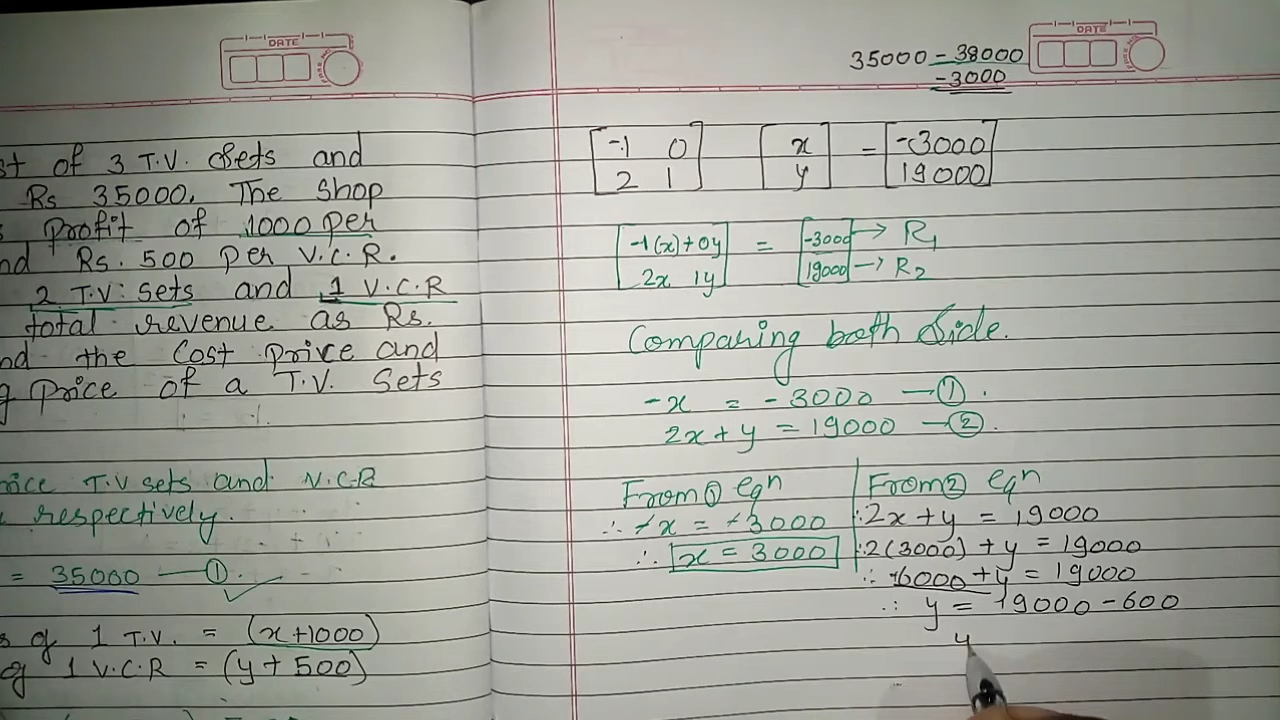 DATE
st of 3 T.V. Sets and
Rs 35000. The Shop
s Profit of 1000 per
nd Rs. 500 Per V.C.R.
2 T.V. Sets and 1 V.C.R
total revenue as Rs.
nd the Cost Price and
g Price of a T.V. Sets
rice T.V sets and V.C.R
respectively.
= 35000 — ①.
s of 1 T.V. = (x+1000)
of 1 V.C.R = (y+500)
DATE
35000 - 38000
-3000
-1 0 x = -3000
2 1 y 19000
-1(x)+0y = -3000 → R1
2x 1y 19000 → R2
Comparing both Side.
-x = -3000 — ①.
2x+y = 19000 — ②.
From ① eqn
∴ -x = -3000
∴ x = 3000
From ② eqn
∴ 2x+y = 19000
∴ 2(3000)+y = 19000
∴ 6000+y = 19000
∴ y = 19000-600
y